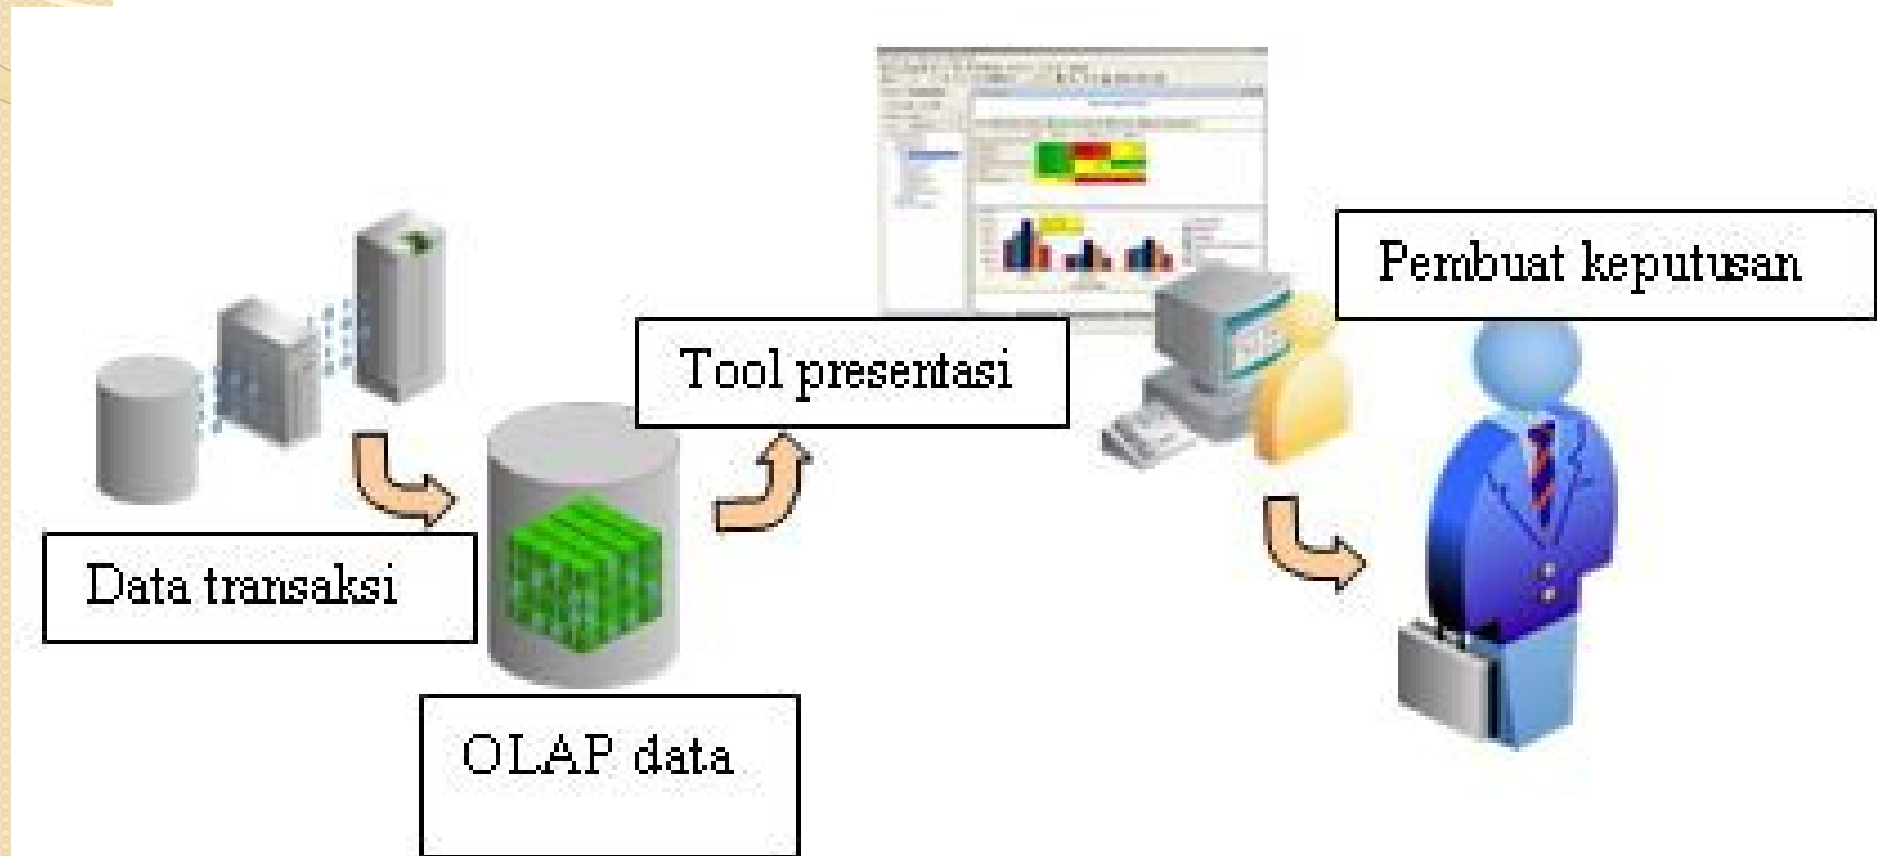 Data transaksi
OLAP data
Tool presentasi
Pembuat keputusan